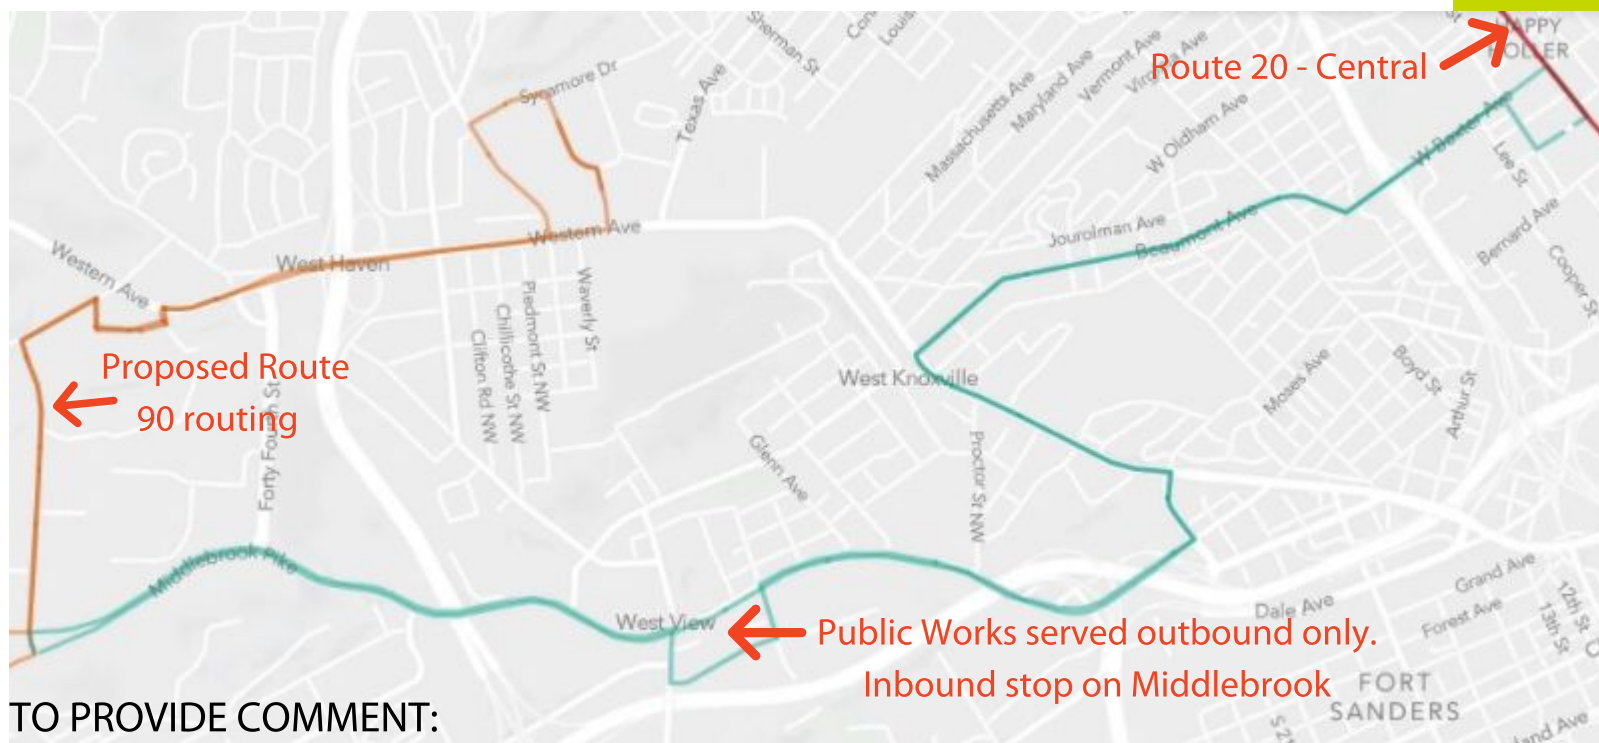 HAPPY
HOLLER
Route 20 - Central
Sherman St
Sycamore Dr
Texas Ave
Massachusetts Ave
Maryland Ave
Vermont Ave
Virginia Ave
W Oldham Ave
W Baxter Ave
Lee St
Bernard Ave
Cooper St
Jourolman Ave
Beaumont Ave
Western Ave
West Haven
Western Ave
Waverly St
Piedmont St NW
Chillicothe St NW
Clifton Rd NW
Proposed Route
90 routing
Forty Fourth St
West Knoxville
Moses Ave
Boyd St
Arthur St
Glenn Ave
Proctor St NW
Middlebrook Pike
Grand Ave
Dale Ave
Forest Ave
12th St
13th St
West View
Public Works served outbound only.
Inbound stop on Middlebrook
FORT
SANDERS
TO PROVIDE COMMENT: